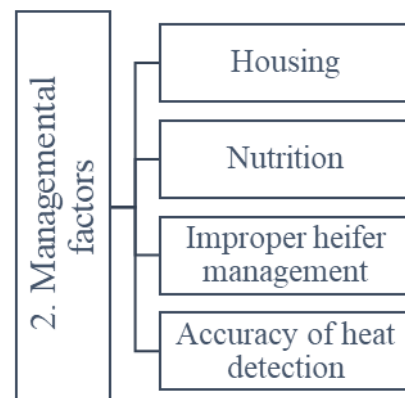 2. Managemental
factors
Housing
Nutrition
Improper heifer
management
Accuracy of heat
detection